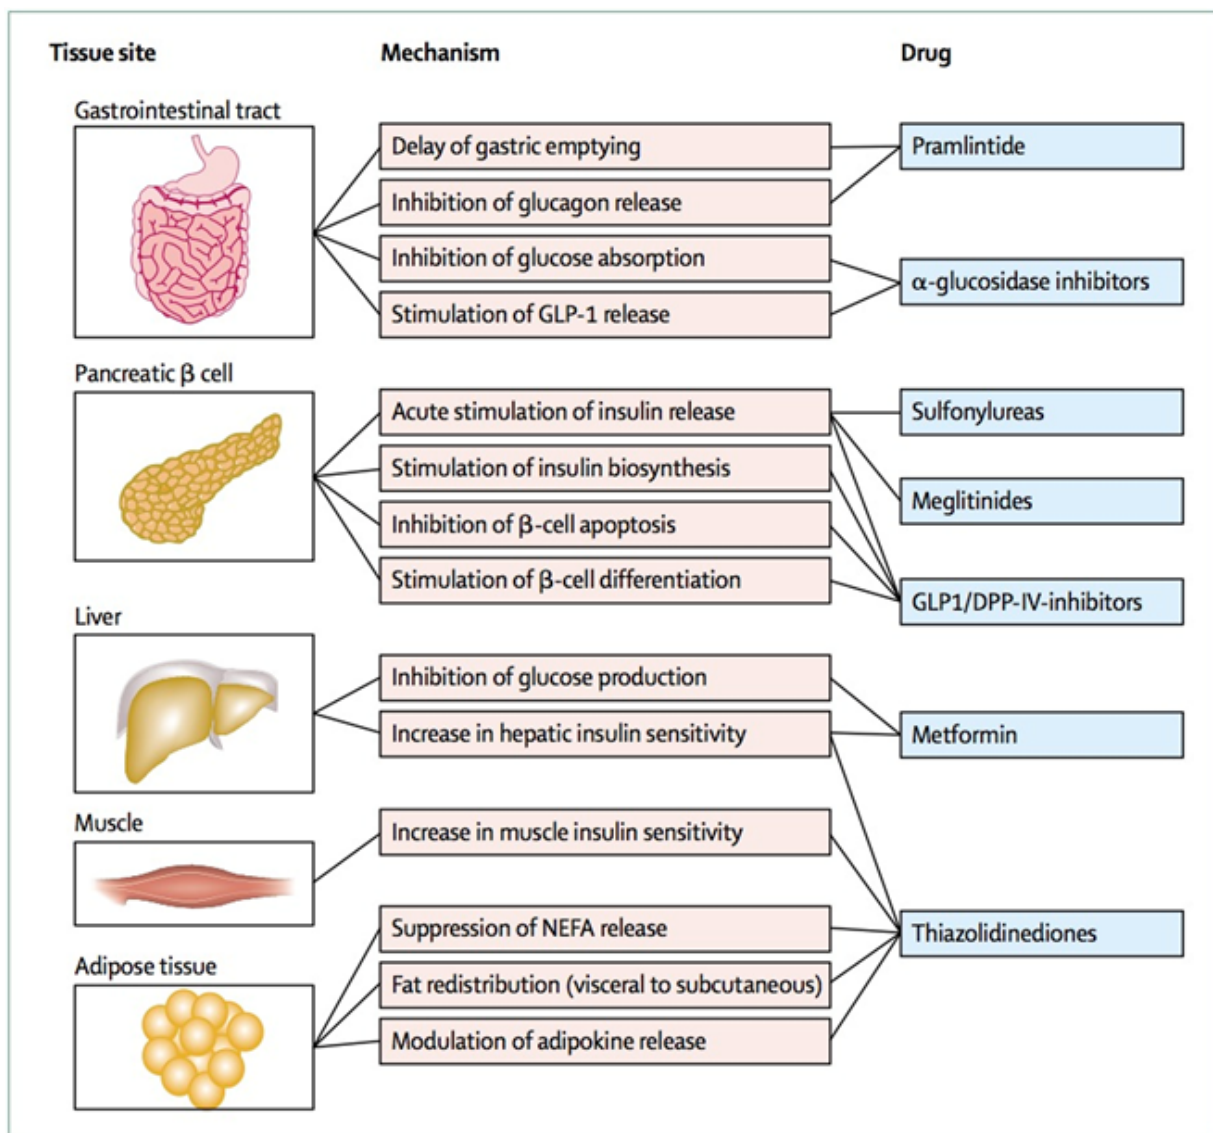 Tissue site
Mechanism
Drug
Gastrointestinal tract
Delay of gastric emptying
Inhibition of glucagon release
Inhibition of glucose absorption
Stimulation of GLP-1 release
Pramlintide
α-glucosidase inhibitors
Pancreatic β cell
Acute stimulation of insulin release
Stimulation of insulin biosynthesis
Inhibition of β-cell apoptosis
Stimulation of β-cell differentiation
Sulfonylureas
Meglitinides
GLP1/DPP-IV-inhibitors
Liver
Inhibition of glucose production
Increase in hepatic insulin sensitivity
Metformin
Muscle
Increase in muscle insulin sensitivity
Adipose tissue
Suppression of NEFA release
Fat redistribution (visceral to subcutaneous)
Modulation of adipokine release
Thiazolidinediones